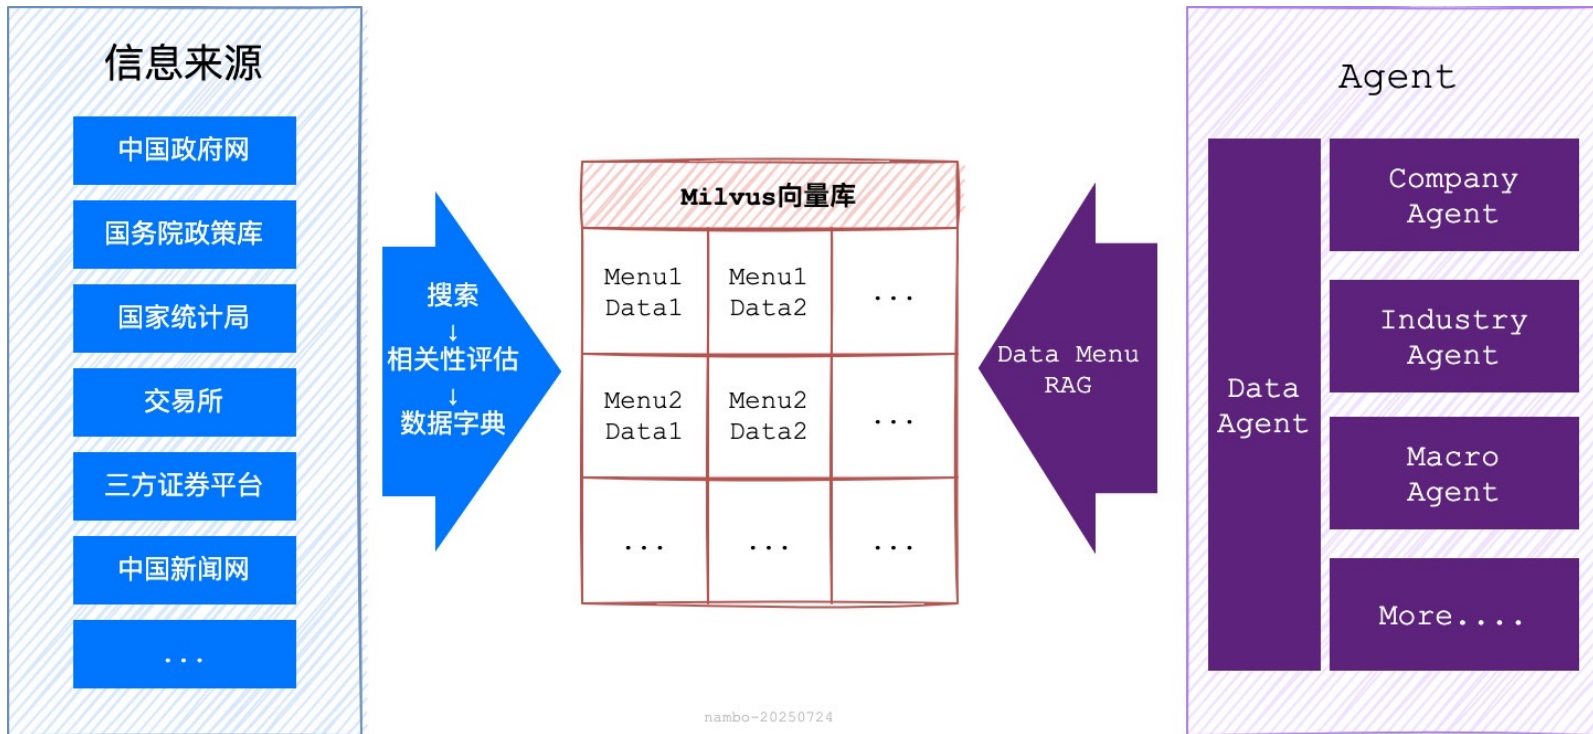 信息来源
中国政府网
国务院政策库
国家统计局
交易所
三方证券平台
中国新闻网
...
搜索
↓
相关性评估
↓
数据字典
Milvus向量库
Menu1
Data1
Menu1
Data2
...
Menu2
Data1
Menu2
Data2
...
...
...
...
Data Menu
RAG
Agent
Data
Agent
Company
Agent
Industry
Agent
Macro
Agent
More....
nambo-20250724